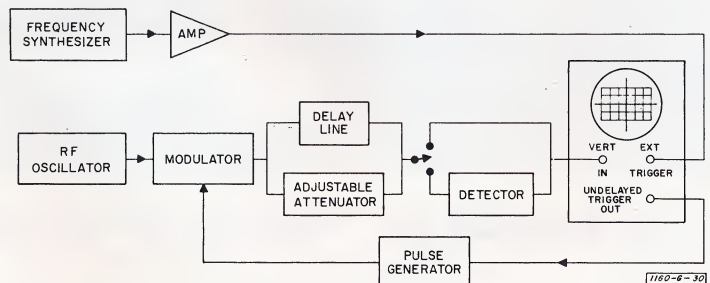 FREQUENCY
SYNTHESIZER
AMP
DELAY
LINE
RF
OSCILLATOR
MODULATOR
ADJUSTABLE
ATTENUATOR
DETECTOR
VERT EXT
IN TRIGGER
UNDELAYED
TRIGGER
OUT
PULSE
GENERATOR
1160-6-30